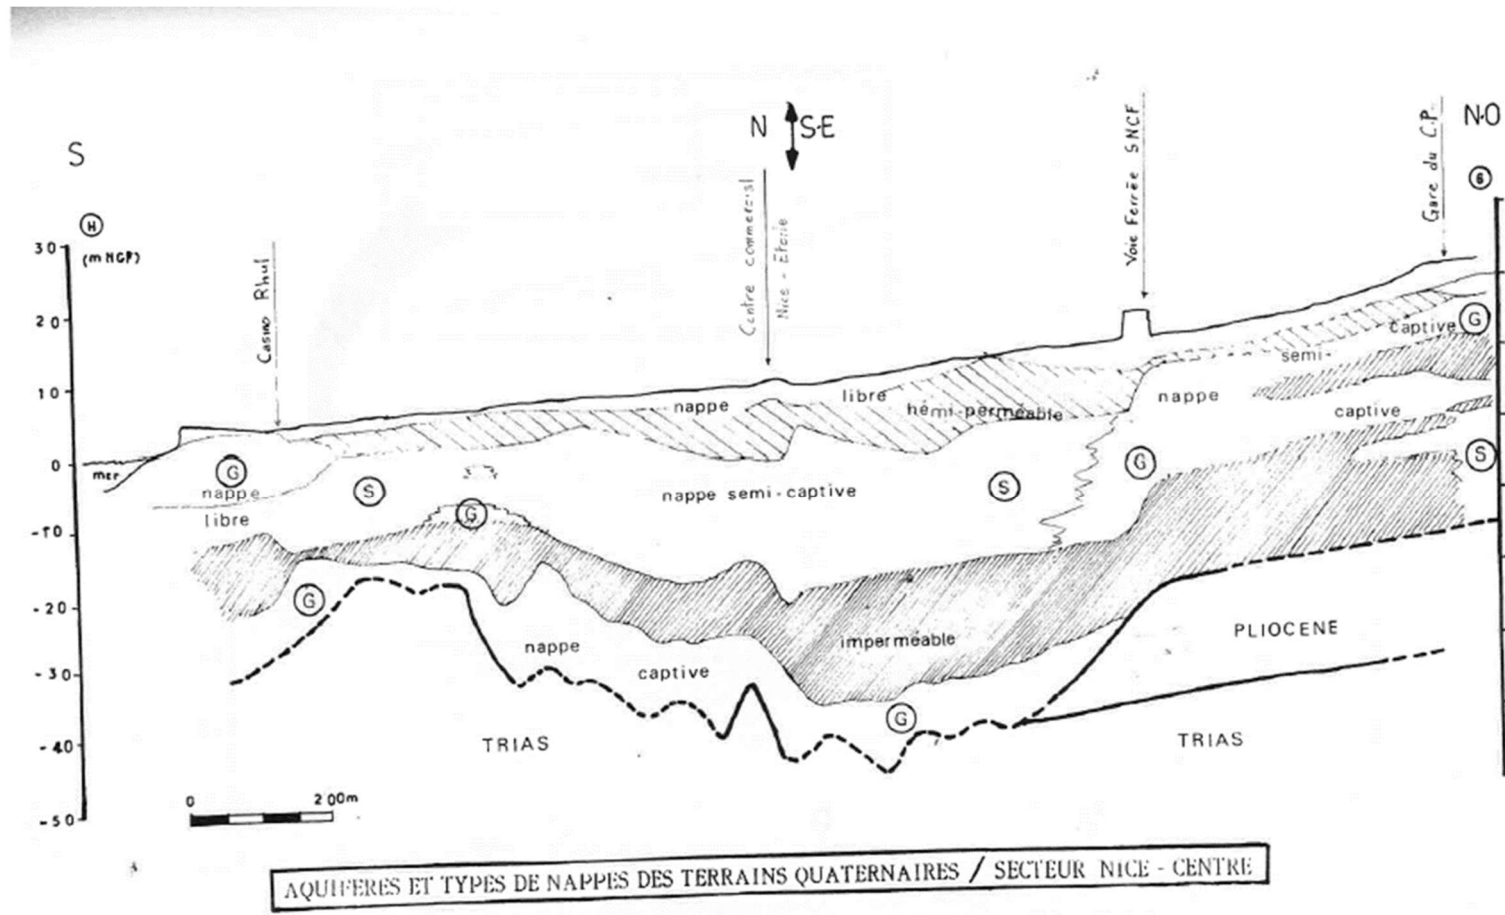 S
N
S-E
N-O
H
(m NGF)
Casino Rhul
Centre commercial
Nice - Etoile
Voie Ferrée SNCF
Gare du C.P.
6
30
20
10
0
-10
-20
-30
-40
-50
mer
G
nappe
libre
S
G
G
nappe
libre
hémi-perméable
nappe semi-captive
S
G
nappe
semi-
captive
G
captive
S
nappe
captive
imperméable
G
TRIAS
PLIOCENE
TRIAS
0
200m
AQUIFERES ET TYPES DE NAPPES DES TERRAINS QUATERNAIRES / SECTEUR NICE - CENTRE